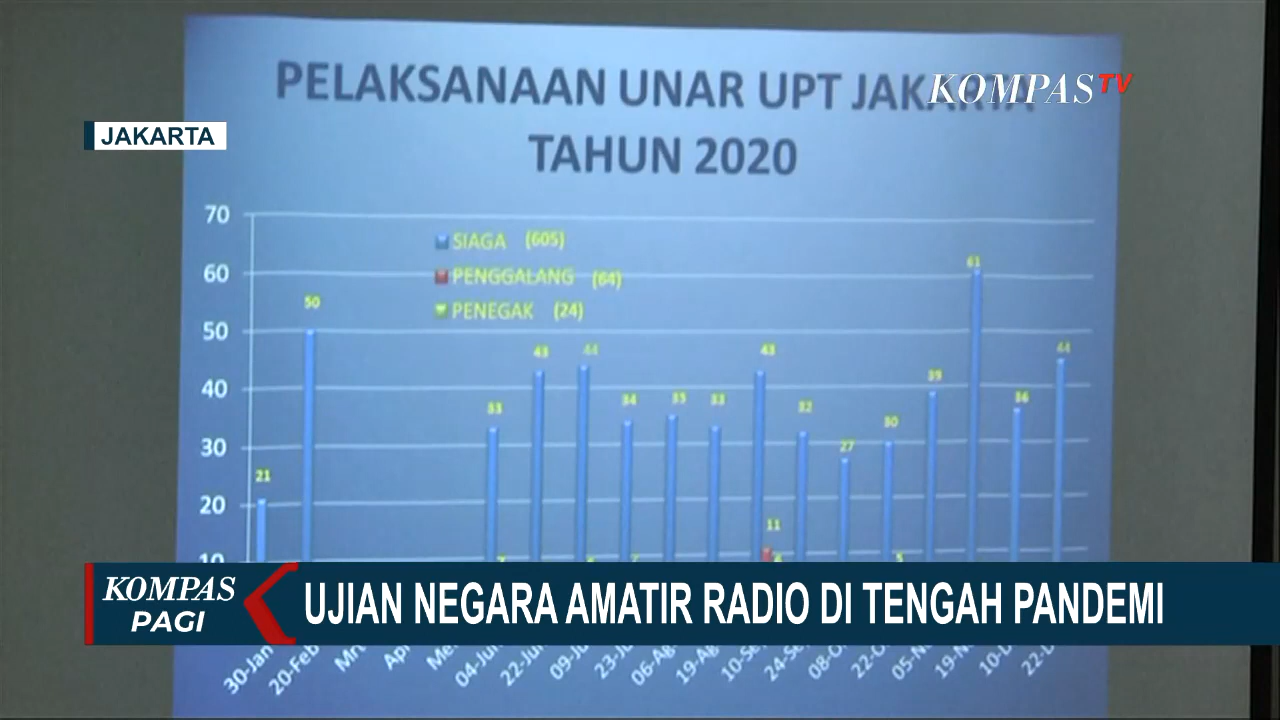 PELAKSANAAN UNAR UPT JAKARTA
KOMPASTV
JAKARTA
TAHUN 2020
70
SIAGA (605)
PENGGALANG (64)
PENEGAK (24)
60
50
40
30
20
10
21
50
33
43
44
34
35
33
43
11
32
27
30
5
39
61
36
44
30-Jan
20-Feb
KOMPAS
PAGI
UJIAN NEGARA AMATIR RADIO DI TENGAH PANDEMI